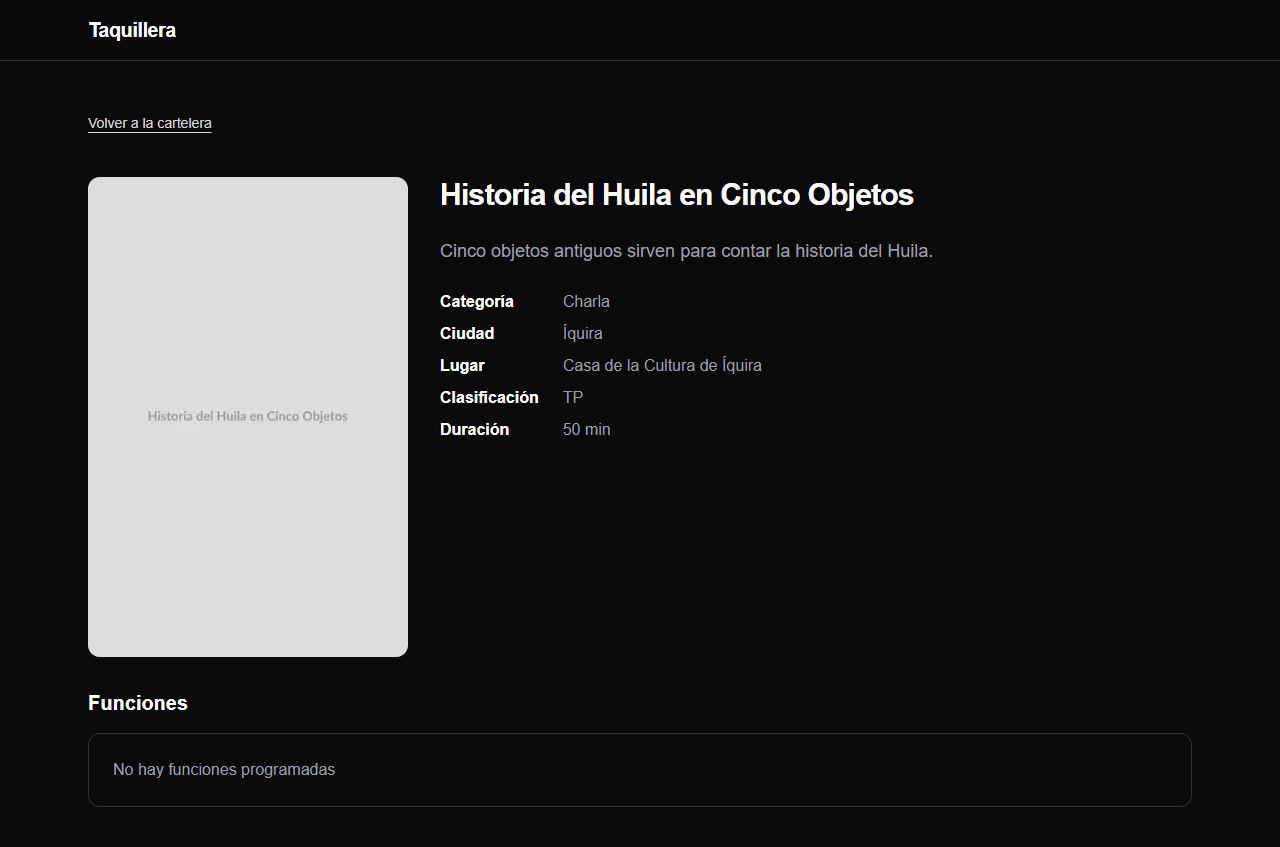 Taquillera
Volver a la cartelera
Historia del Huila en Cinco Objetos
Historia del Huila en Cinco Objetos
Cinco objetos antiguos sirven para contar la historia del Huila.
Categoría Charla
Ciudad Íquira
Lugar Casa de la Cultura de Íquira
Clasificación TP
Duración 50 min
Funciones
No hay funciones programadas